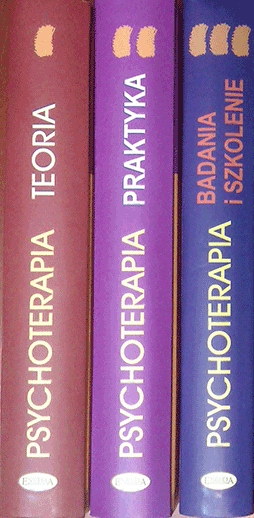 PSYCHOTERAPIA TEORIA
PSYCHOTERAPIA PRAKTYKA
PSYCHOTERAPIA BADANIA
i SZKOLENIE